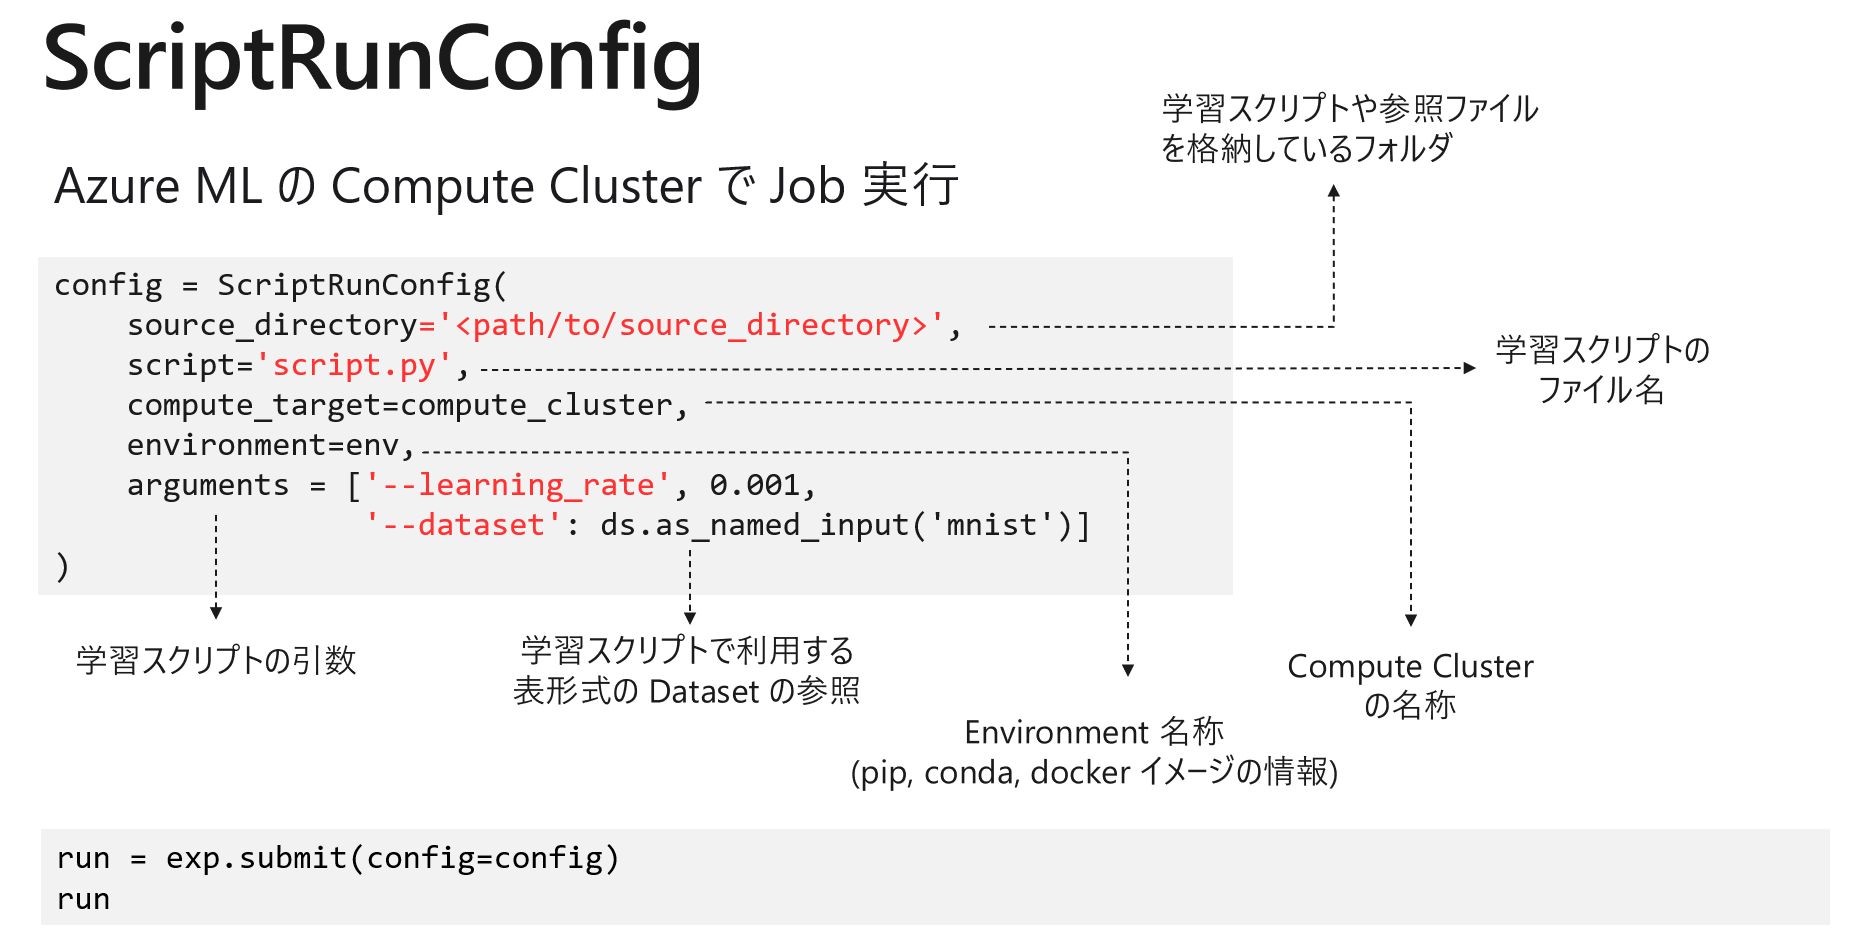 ScriptRunConfig
学習スクリプトや参照ファイル
を格納しているフォルダ
Azure ML の Compute Cluster で Job 実行
config = ScriptRunConfig(
    source_directory='<path/to/source_directory>',
    script='script.py',
    compute_target=compute_cluster,
    environment=env,
    arguments = ['--learning_rate', 0.001,
                 '--dataset': ds.as_named_input('mnist')]
)
学習スクリプトの
ファイル名
学習スクリプトの引数
学習スクリプトで利用する
表形式の Dataset の参照
Environment 名称
(pip, conda, docker イメージの情報)
Compute Cluster
の名称
run = exp.submit(config=config)
run